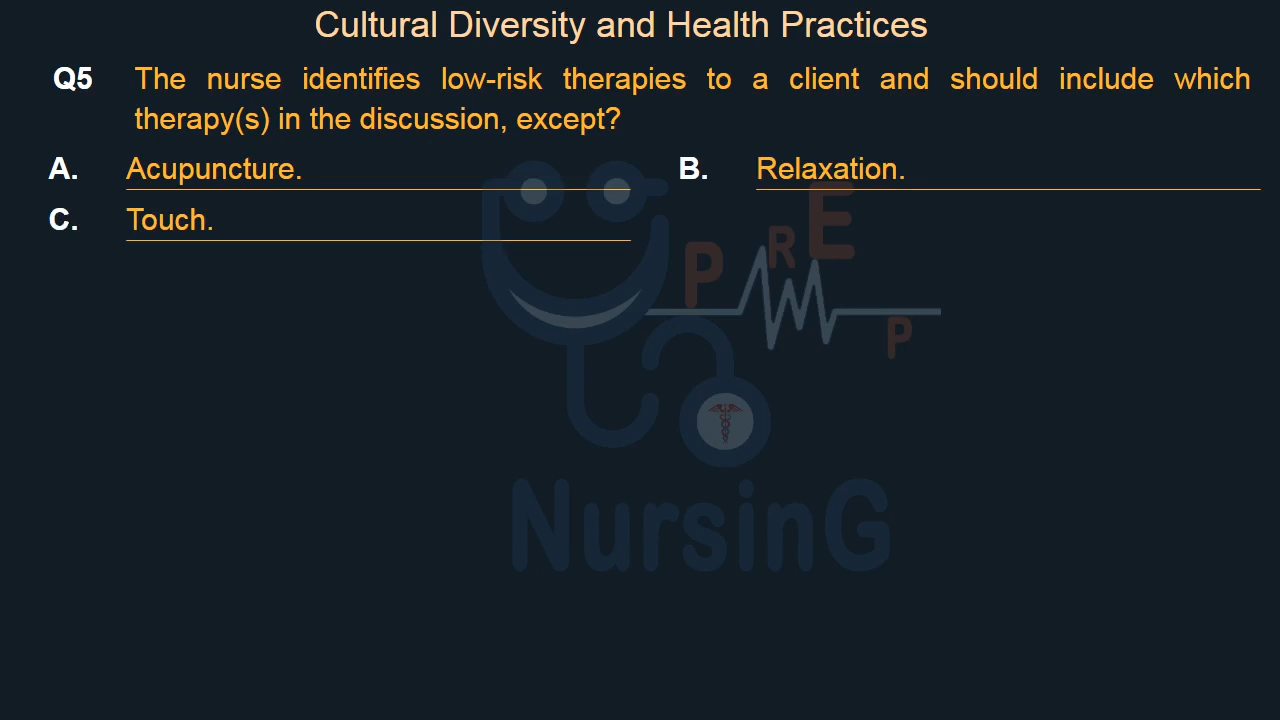 Cultural Diversity and Health Practices
Q5 The nurse identifies low-risk therapies to a client and should include which
therapy(s) in the discussion, except?
A. Acupuncture. B. Relaxation.
C. Touch.
PREP
NursinG